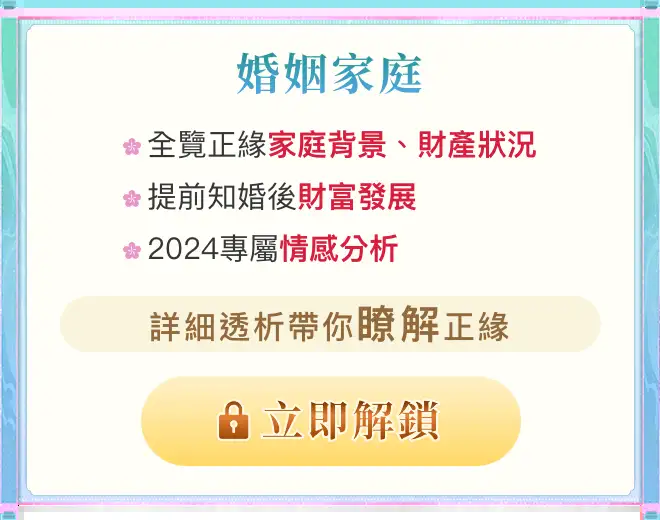 婚姻家庭
全覽正緣家庭背景、財產狀況
提前知婚後財富發展
2024專屬情感分析
詳細透析帶你瞭解正緣
立即解鎖